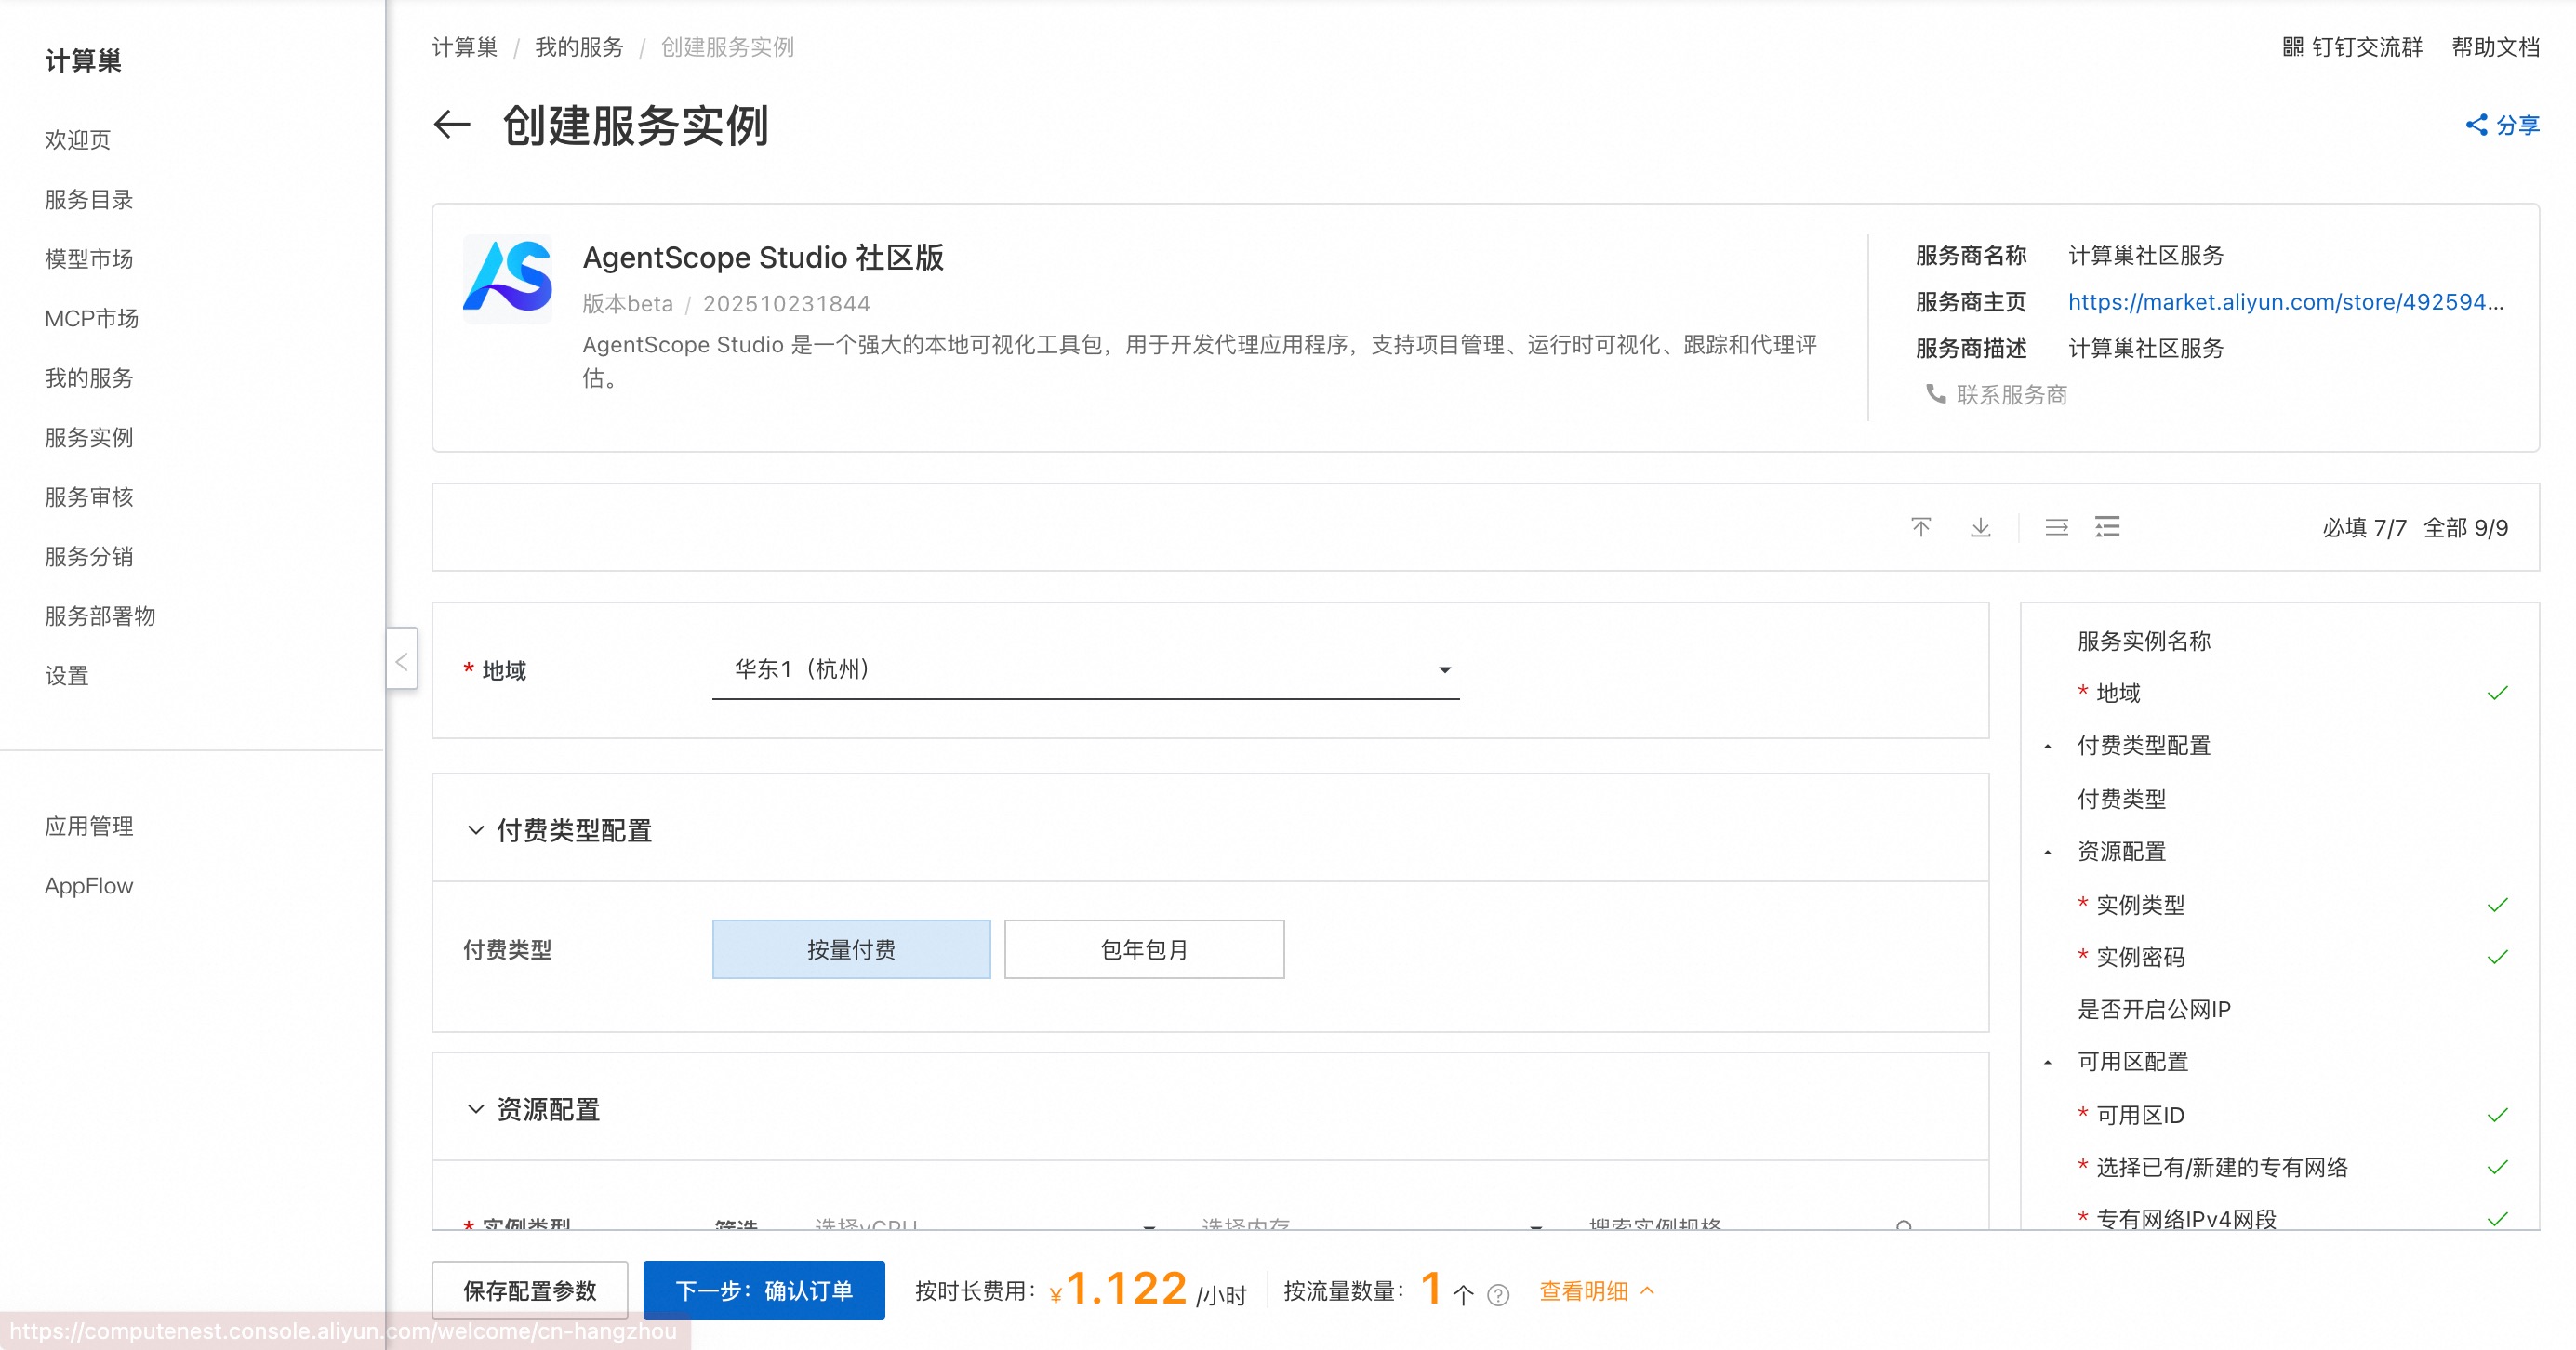 计算巢
欢迎页
服务目录
模型市场
MCP市场
我的服务
服务实例
服务审核
服务分销
服务部署物
设置
应用管理
AppFlow
计算巢 / 我的服务 / 创建服务实例
钉钉交流群 帮助文档
创建服务实例
分享
AgentScope Studio 社区版
版本beta / 202510231844
AgentScope Studio 是一个强大的本地可视化工具包，用于开发代理应用程序，支持项目管理、运行时可视化、跟踪和代理评
估。
服务商名称 计算巢社区服务
服务商主页 https://market.aliyun.com/store/492594...
服务商描述 计算巢社区服务
联系服务商
必填 7/7 全部 9/9
* 地域 华东1（杭州）
付费类型配置
付费类型 按量付费 包年包月
资源配置
* 实例类型 筛选 选择vCPU 选择内存 搜索实例规格
服务实例名称
* 地域
付费类型配置
付费类型
资源配置
* 实例类型
* 实例密码
是否开启公网IP
可用区配置
* 可用区ID
* 选择已有/新建的专有网络
* 专有网络IPv4网段
保存配置参数 下一步：确认订单 按时长费用： ¥1.122 /小时 按流量数量： 1 个 ? 查看明细
https://computenest.console.aliyun.com/welcome/cn-hangzhou